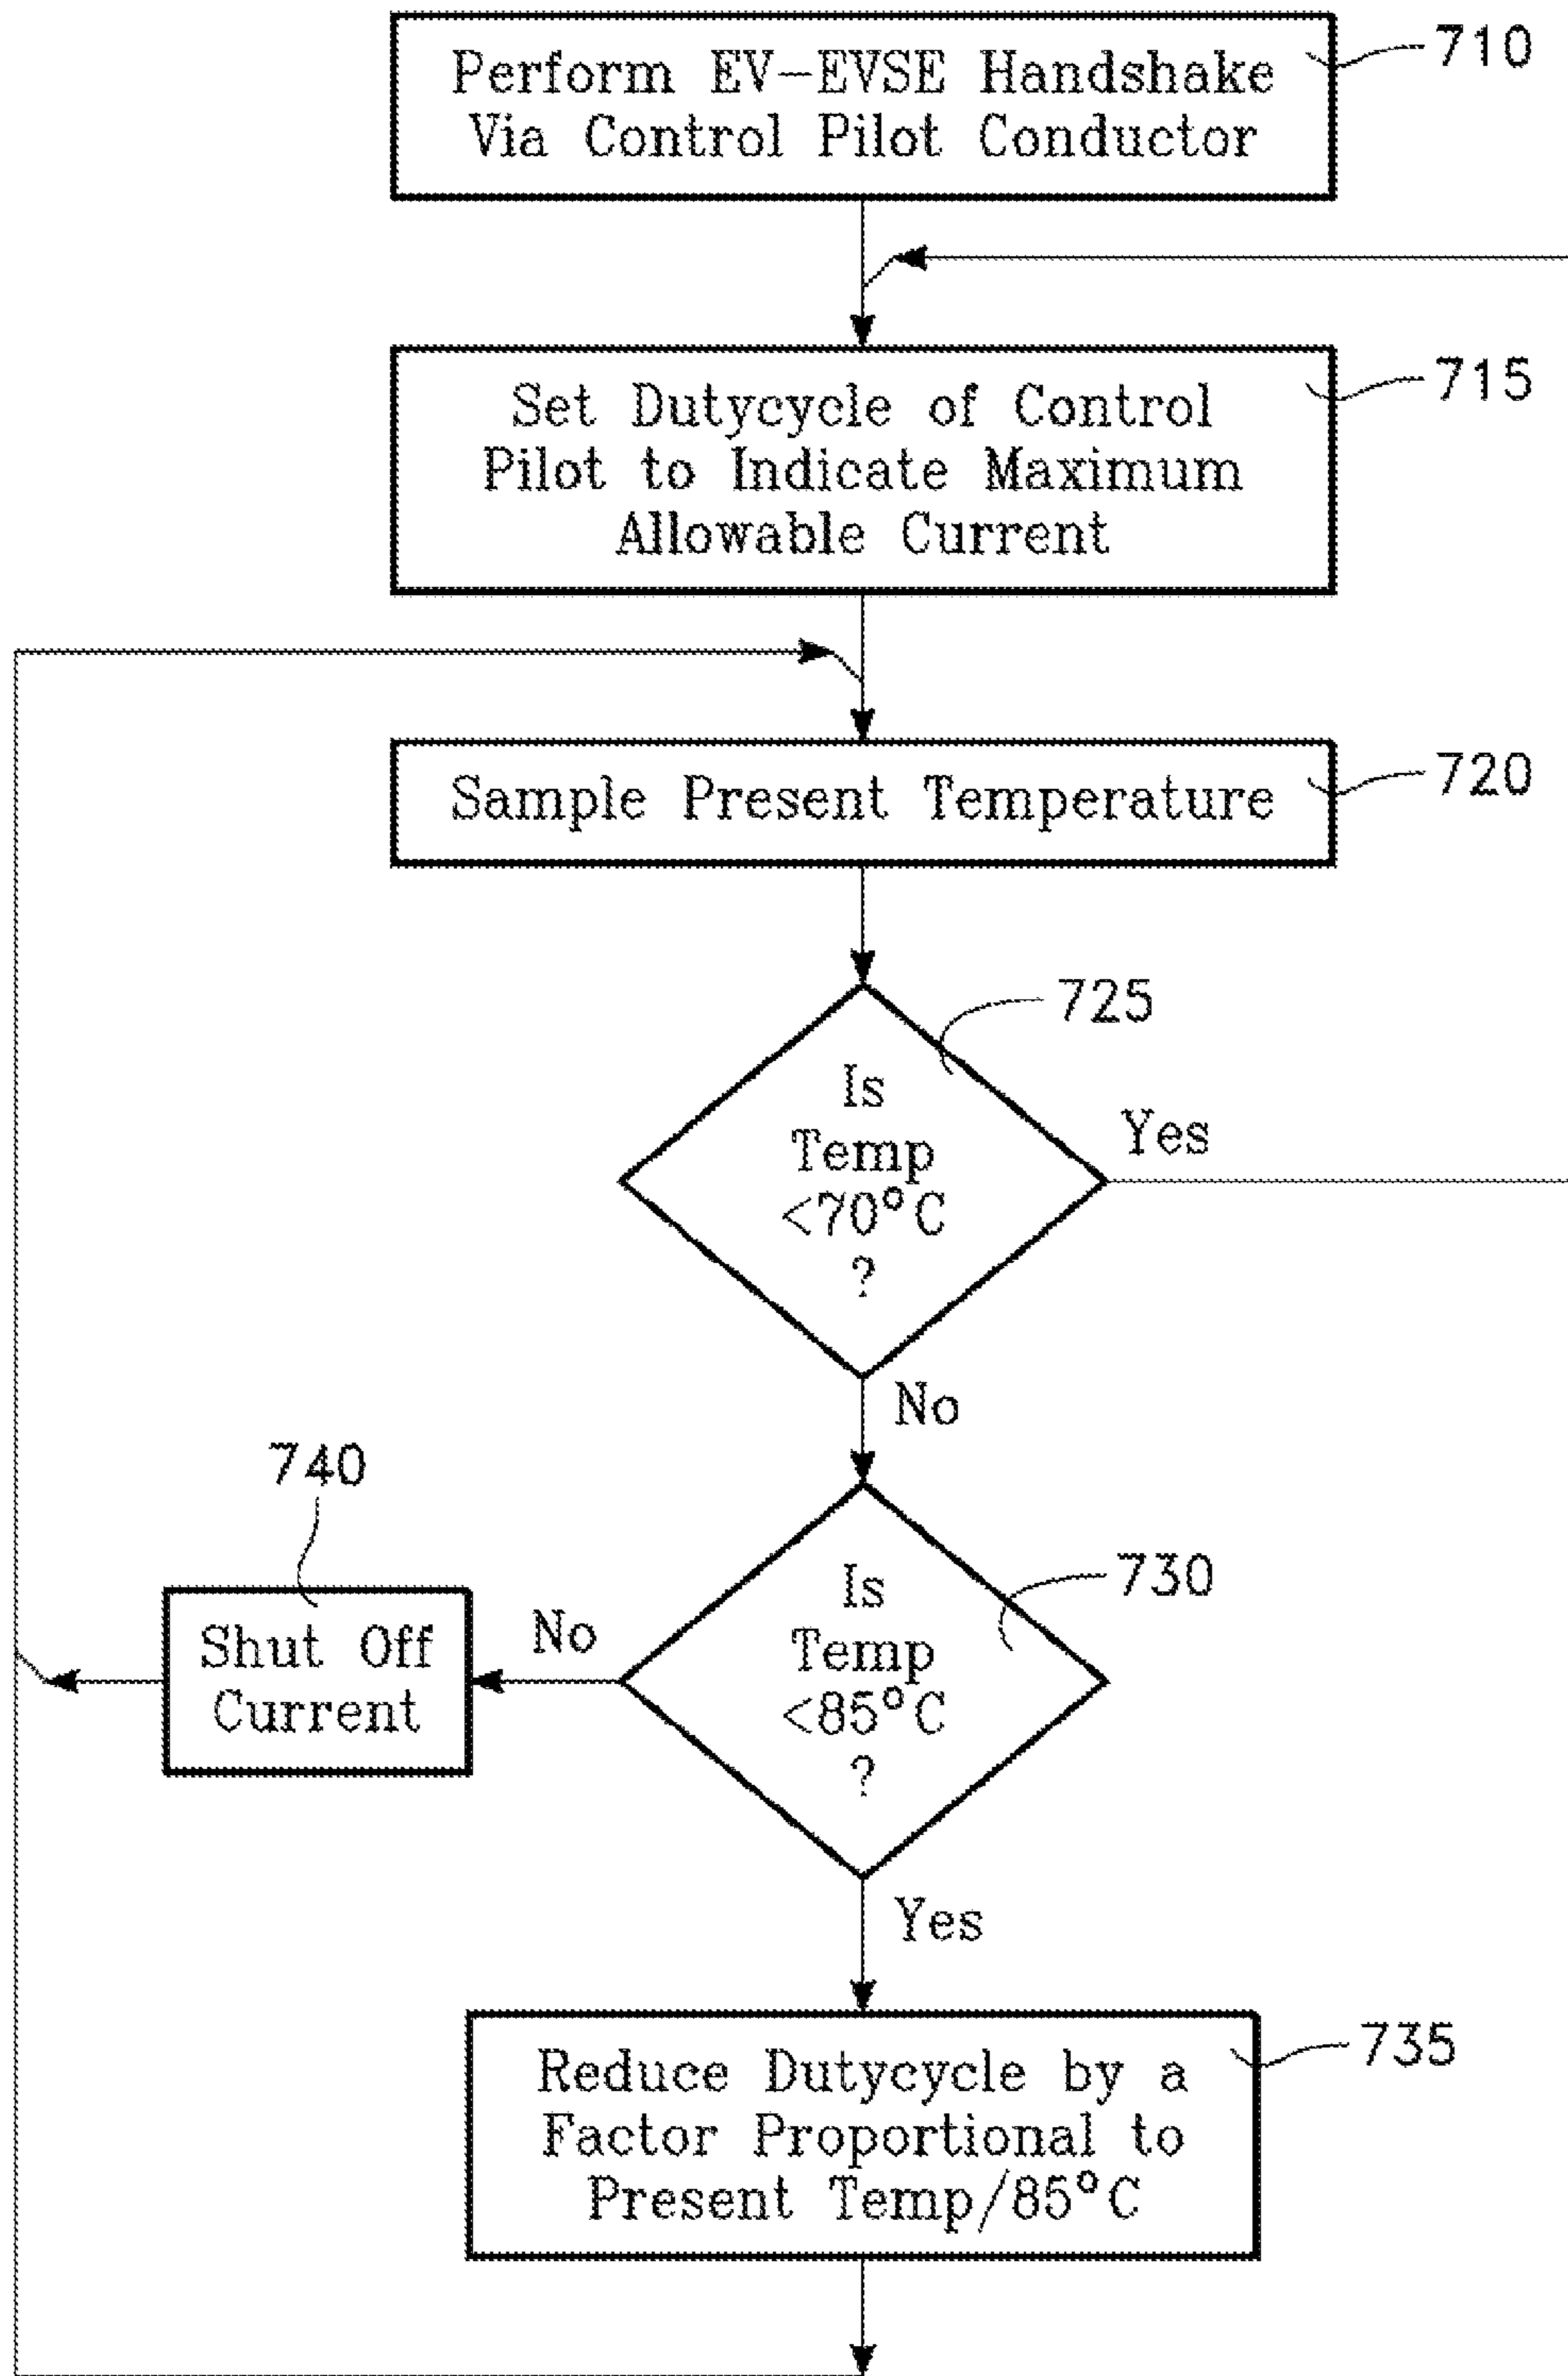 Perform EV-EVSE Handshake
Via Control Pilot Conductor
710
Set Dutycycle of Control
Pilot to Indicate Maximum
Allowable Current
715
Sample Present Temperature
720
725
Is
Temp
<70°C
?
Yes
No
740
Shut Off
Current
No
730
Is
Temp
<85°C
?
Yes
735
Reduce Dutycycle by a
Factor Proportional to
Present Temp/85°C